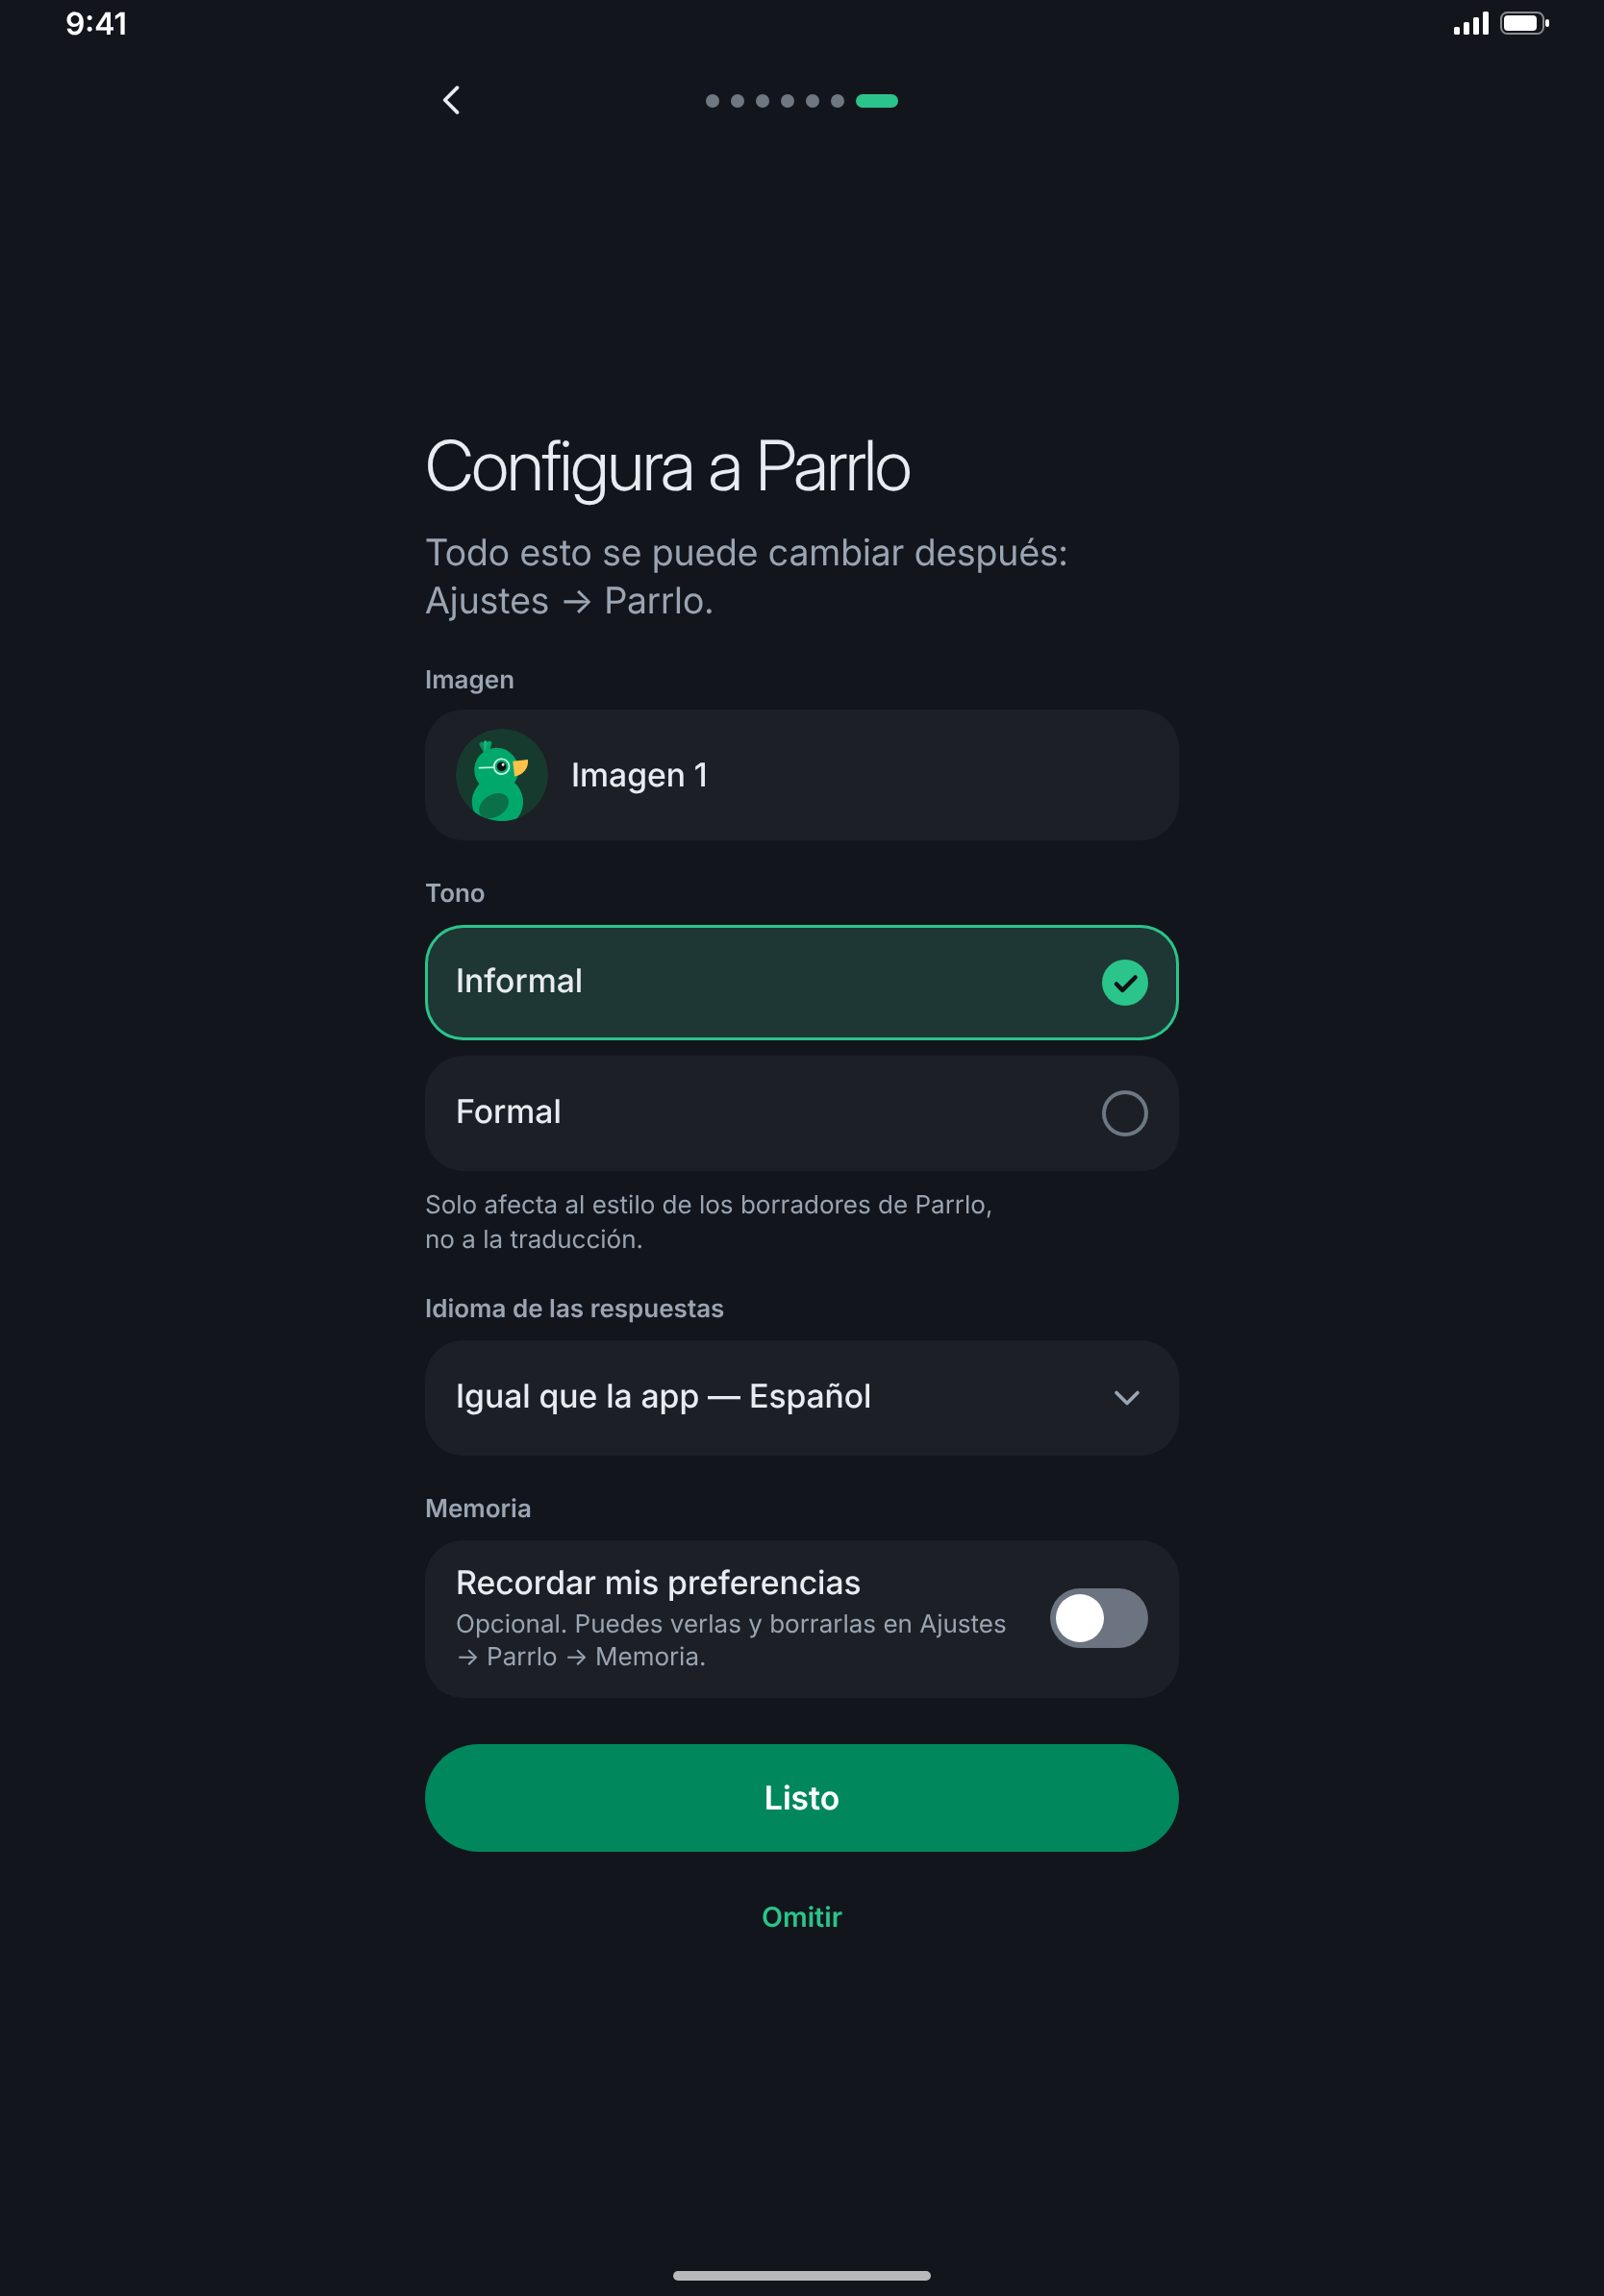 9:41
Configura a Parrlo
Todo esto se puede cambiar después:
Ajustes → Parrlo.
Imagen
Imagen 1
Tono
Informal
Formal
Solo afecta al estilo de los borradores de Parrlo,
no a la traducción.
Idioma de las respuestas
Igual que la app — Español
Memoria
Recordar mis preferencias
Opcional. Puedes verlas y borrarlas en Ajustes
→ Parrlo → Memoria.
Listo
Omitir